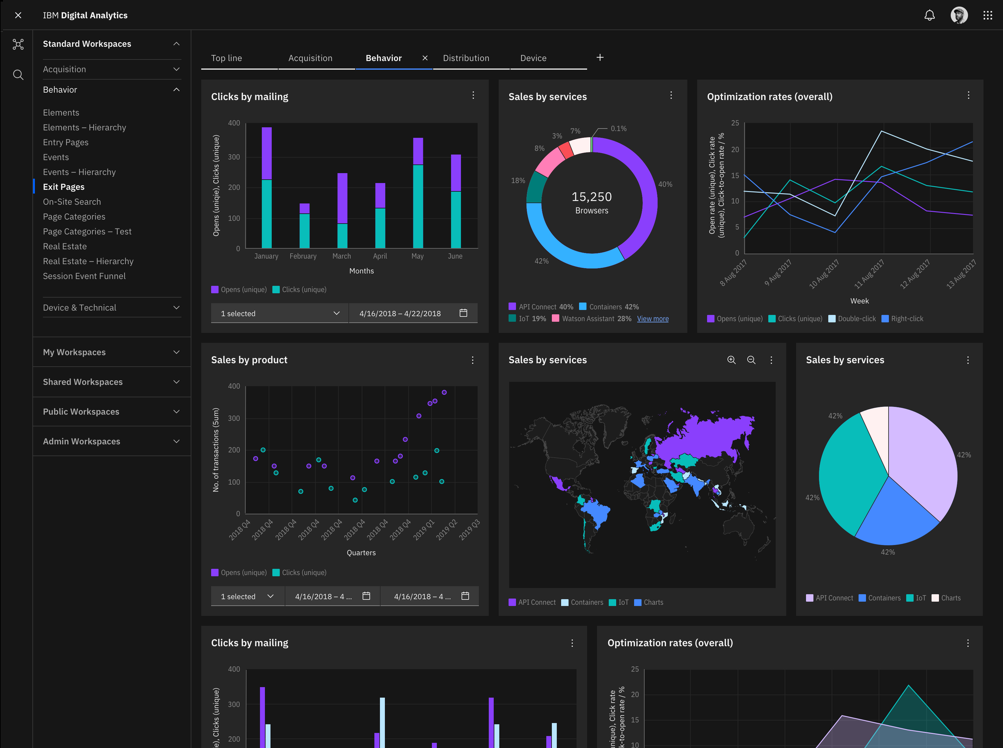 IBM Digital Analytics
Standard Workspaces
Acquisition
Behavior
Elements
Elements – Hierarchy
Entry Pages
Events
Events – Hierarchy
Exit Pages
On-Site Search
Page Categories
Page Categories – Test
Real Estate
Real Estate – Hierarchy
Session Event Funnel
Device & Technical
My Workspaces
Shared Workspaces
Public Workspaces
Admin Workspaces
Top line
Acquisition
Behavior
Distribution
Device
Clicks by mailing
Opens (unique), Clicks (unique)
400
300
200
100
0
January February March April May June
Months
Opens (unique) Clicks (unique)
1 selected
4/16/2018 – 4/22/2018
Sales by services
0.1%
7%
3%
8%
18%
40%
42%
15,250
Browsers
API Connect 40% Containers 42%
IoT 19% Watson Assistant 28% View more
Optimization rates (overall)
Open rate (unique), Click rate
(unique), Click-to-open rate / %
25
20
15
10
5
0
8 Aug 2017 9 Aug 2017 10 Aug 2017 11 Aug 2017 12 Aug 2017 13 Aug 2017
Week
Opens (unique) Clicks (unique) Double-click Right-click
Sales by product
No. of transactions (Sum)
400
300
200
100
0
2018 Q4 2018 Q4 2018 Q4 2018 Q4 2018 Q4 2018 Q4 2018 Q4 2018 Q4 2019 Q1 2019 Q2 2019 Q3
Quarters
Opens (unique) Clicks (unique)
1 selected
4/16/2018 – 4 ...
4/16/2018 – 4 ...
Sales by services
API Connect Containers IoT Charts
Sales by services
42%
42%
42%
42%
API Connect Containers IoT Charts
Clicks by mailing
, Clicks (unique)
400
300
200
Optimization rates (overall)
unique), Click rate
k-to-open rate / %
25
20
15
10